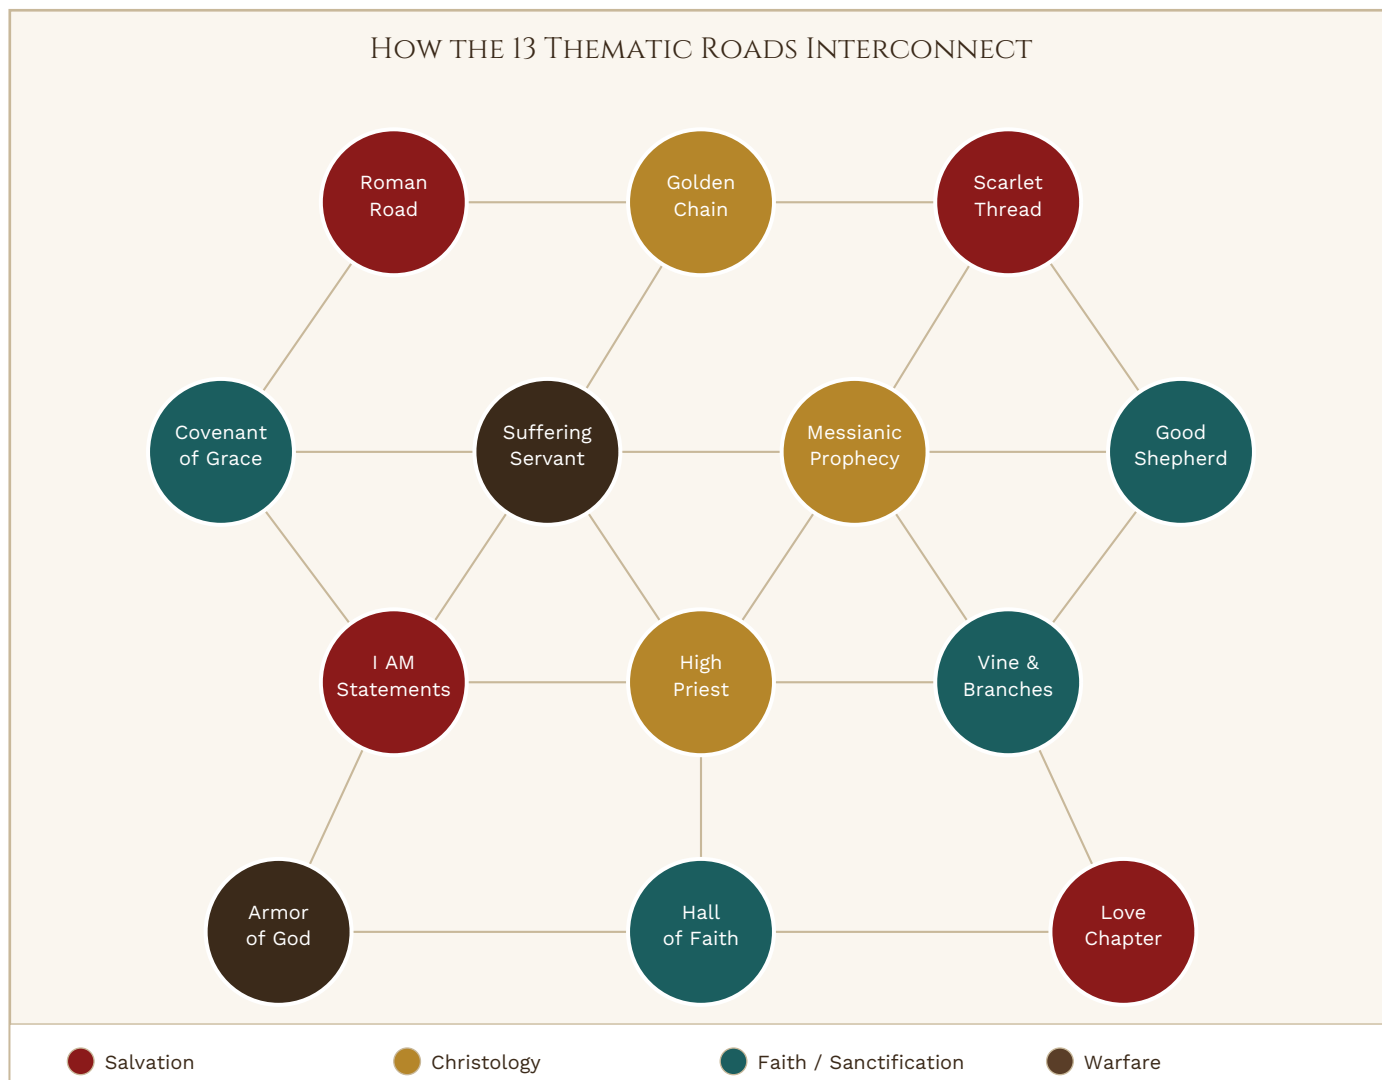 How the 13 Thematic Roads Interconnect
Roman
Road
Golden
Chain
Scarlet
Thread
Covenant
of Grace
Suffering
Servant
Messianic
Prophecy
Good
Shepherd
I AM
Statements
High
Priest
Vine &
Branches
Armor
of God
Hall
of Faith
Love
Chapter
Salvation
Christology
Faith / Sanctification
Warfare